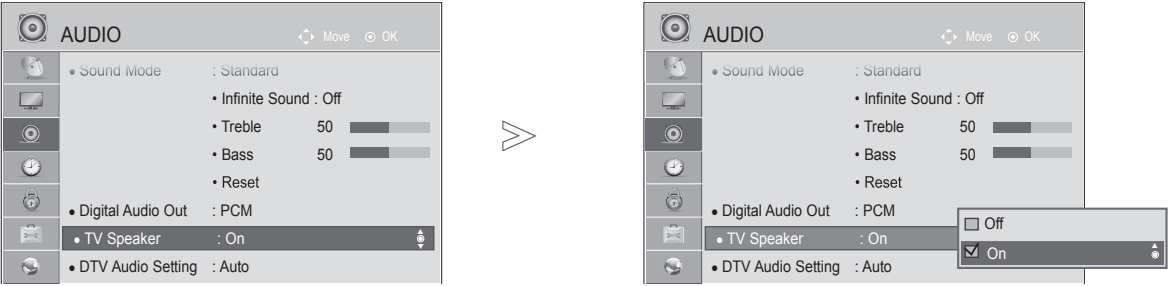 AUDIO
Move OK
• Sound Mode : Standard
• Infinite Sound : Off
• Treble 50
• Bass 50
• Reset
• Digital Audio Out : PCM
• TV Speaker : On
• DTV Audio Setting : Auto
AUDIO
Move OK
• Sound Mode : Standard
• Infinite Sound : Off
• Treble 50
• Bass 50
• Reset
• Digital Audio Out : PCM
• TV Speaker : On
• DTV Audio Setting : Auto
Off
On